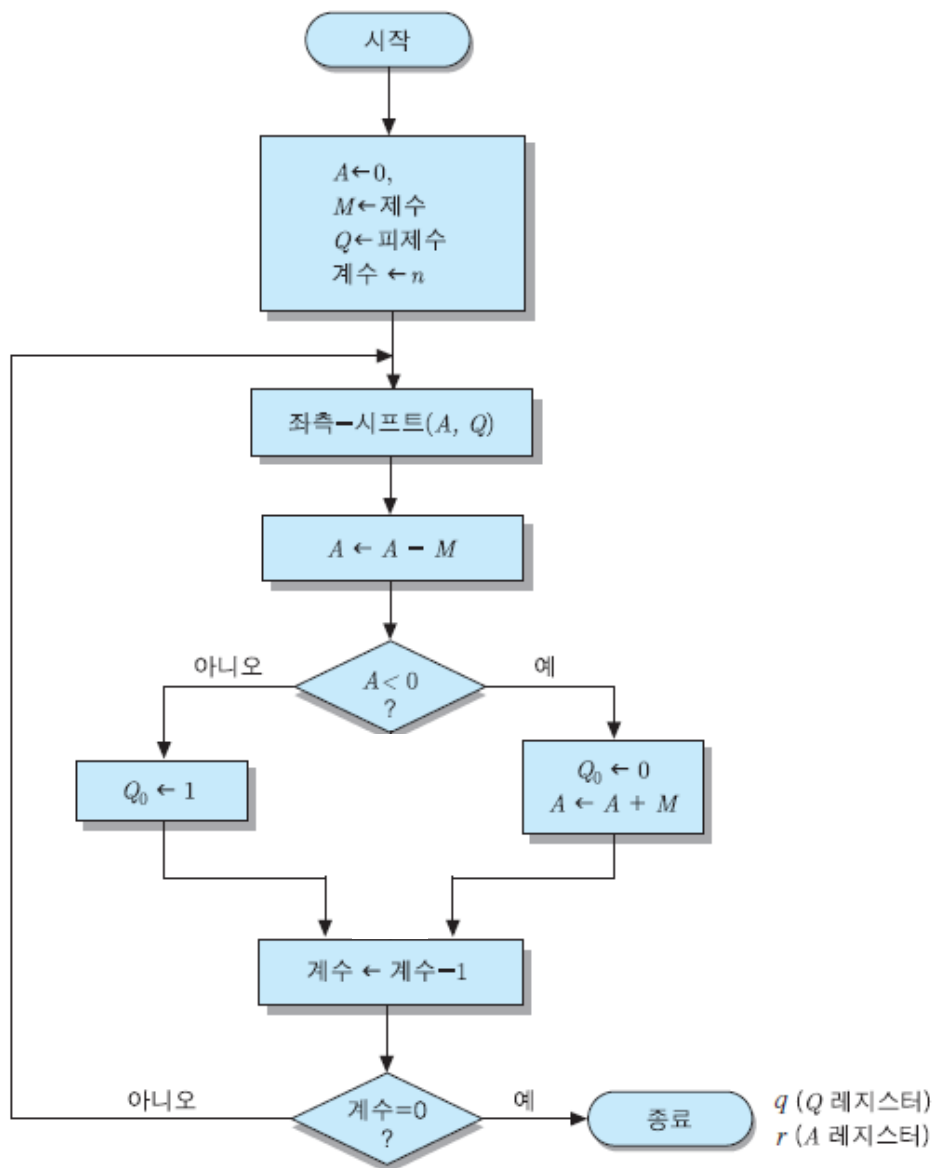 시작
A←0,
M←제수
Q←피제수
계수 ←n
좌측−시프트(A, Q)
A ← A − M
아니오
A< 0
?
예
Q₀ ← 1
Q₀ ← 0
A ← A + M
계수 ← 계수−1
아니오
계수=0
?
예
종료
q (Q 레지스터)
r (A 레지스터)